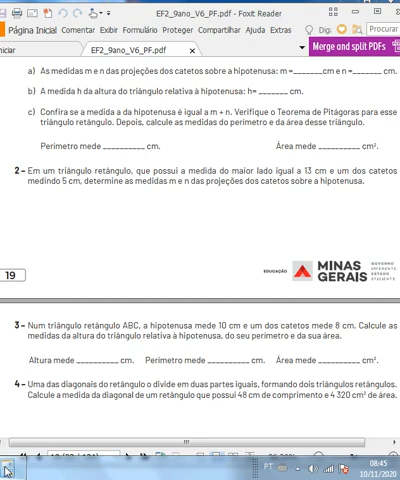 EF2_9ano_V6_PF.pdf - Foxit Reader
Página Inicial Comentar Exibir Formulário Proteger Compartilhar Ajuda Extras Dig: Procurar
niciar EF2_9ano_V6_PF.pdf × Merge and split PDFs
a) As medidas m e n das projeções dos catetos sobre a hipotenusa: m =_______cm e n =_______ cm.
b) A medida h da altura do triângulo relativa à hipotenusa: h= _______ cm.
c) Confira se a medida a da hipotenusa é igual a m + n. Verifique o Teorema de Pitágoras para esse
triângulo retângulo. Depois, calcule as medidas do perímetro e da área desse triângulo.
Perímetro mede __________ cm. Área mede __________ cm².
2 - Em um triângulo retângulo, que possui a medida do maior lado igual a 13 cm e um dos catetos
medindo 5 cm, determine as medidas m e n das projeções dos catetos sobre a hipotenusa.
19
EDUCAÇÃO MINAS GERAIS GOVERNO DIFERENTE. ESTADO EFICIENTE.
3 - Num triângulo retângulo ABC, a hipotenusa mede 10 cm e um dos catetos mede 8 cm. Calcule as
medidas da altura do triângulo relativa à hipotenusa, do seu perímetro e da sua área.
Altura mede __________ cm. Perímetro mede __________ cm. Área mede __________ cm².
4 - Uma das diagonais do retângulo o divide em duas partes iguais, formando dois triângulos retângulos.
Calcule a medida da diagonal de um retângulo que possui 48 cm de comprimento e 4 320 cm² de área.
PT 08:45
10/11/2020